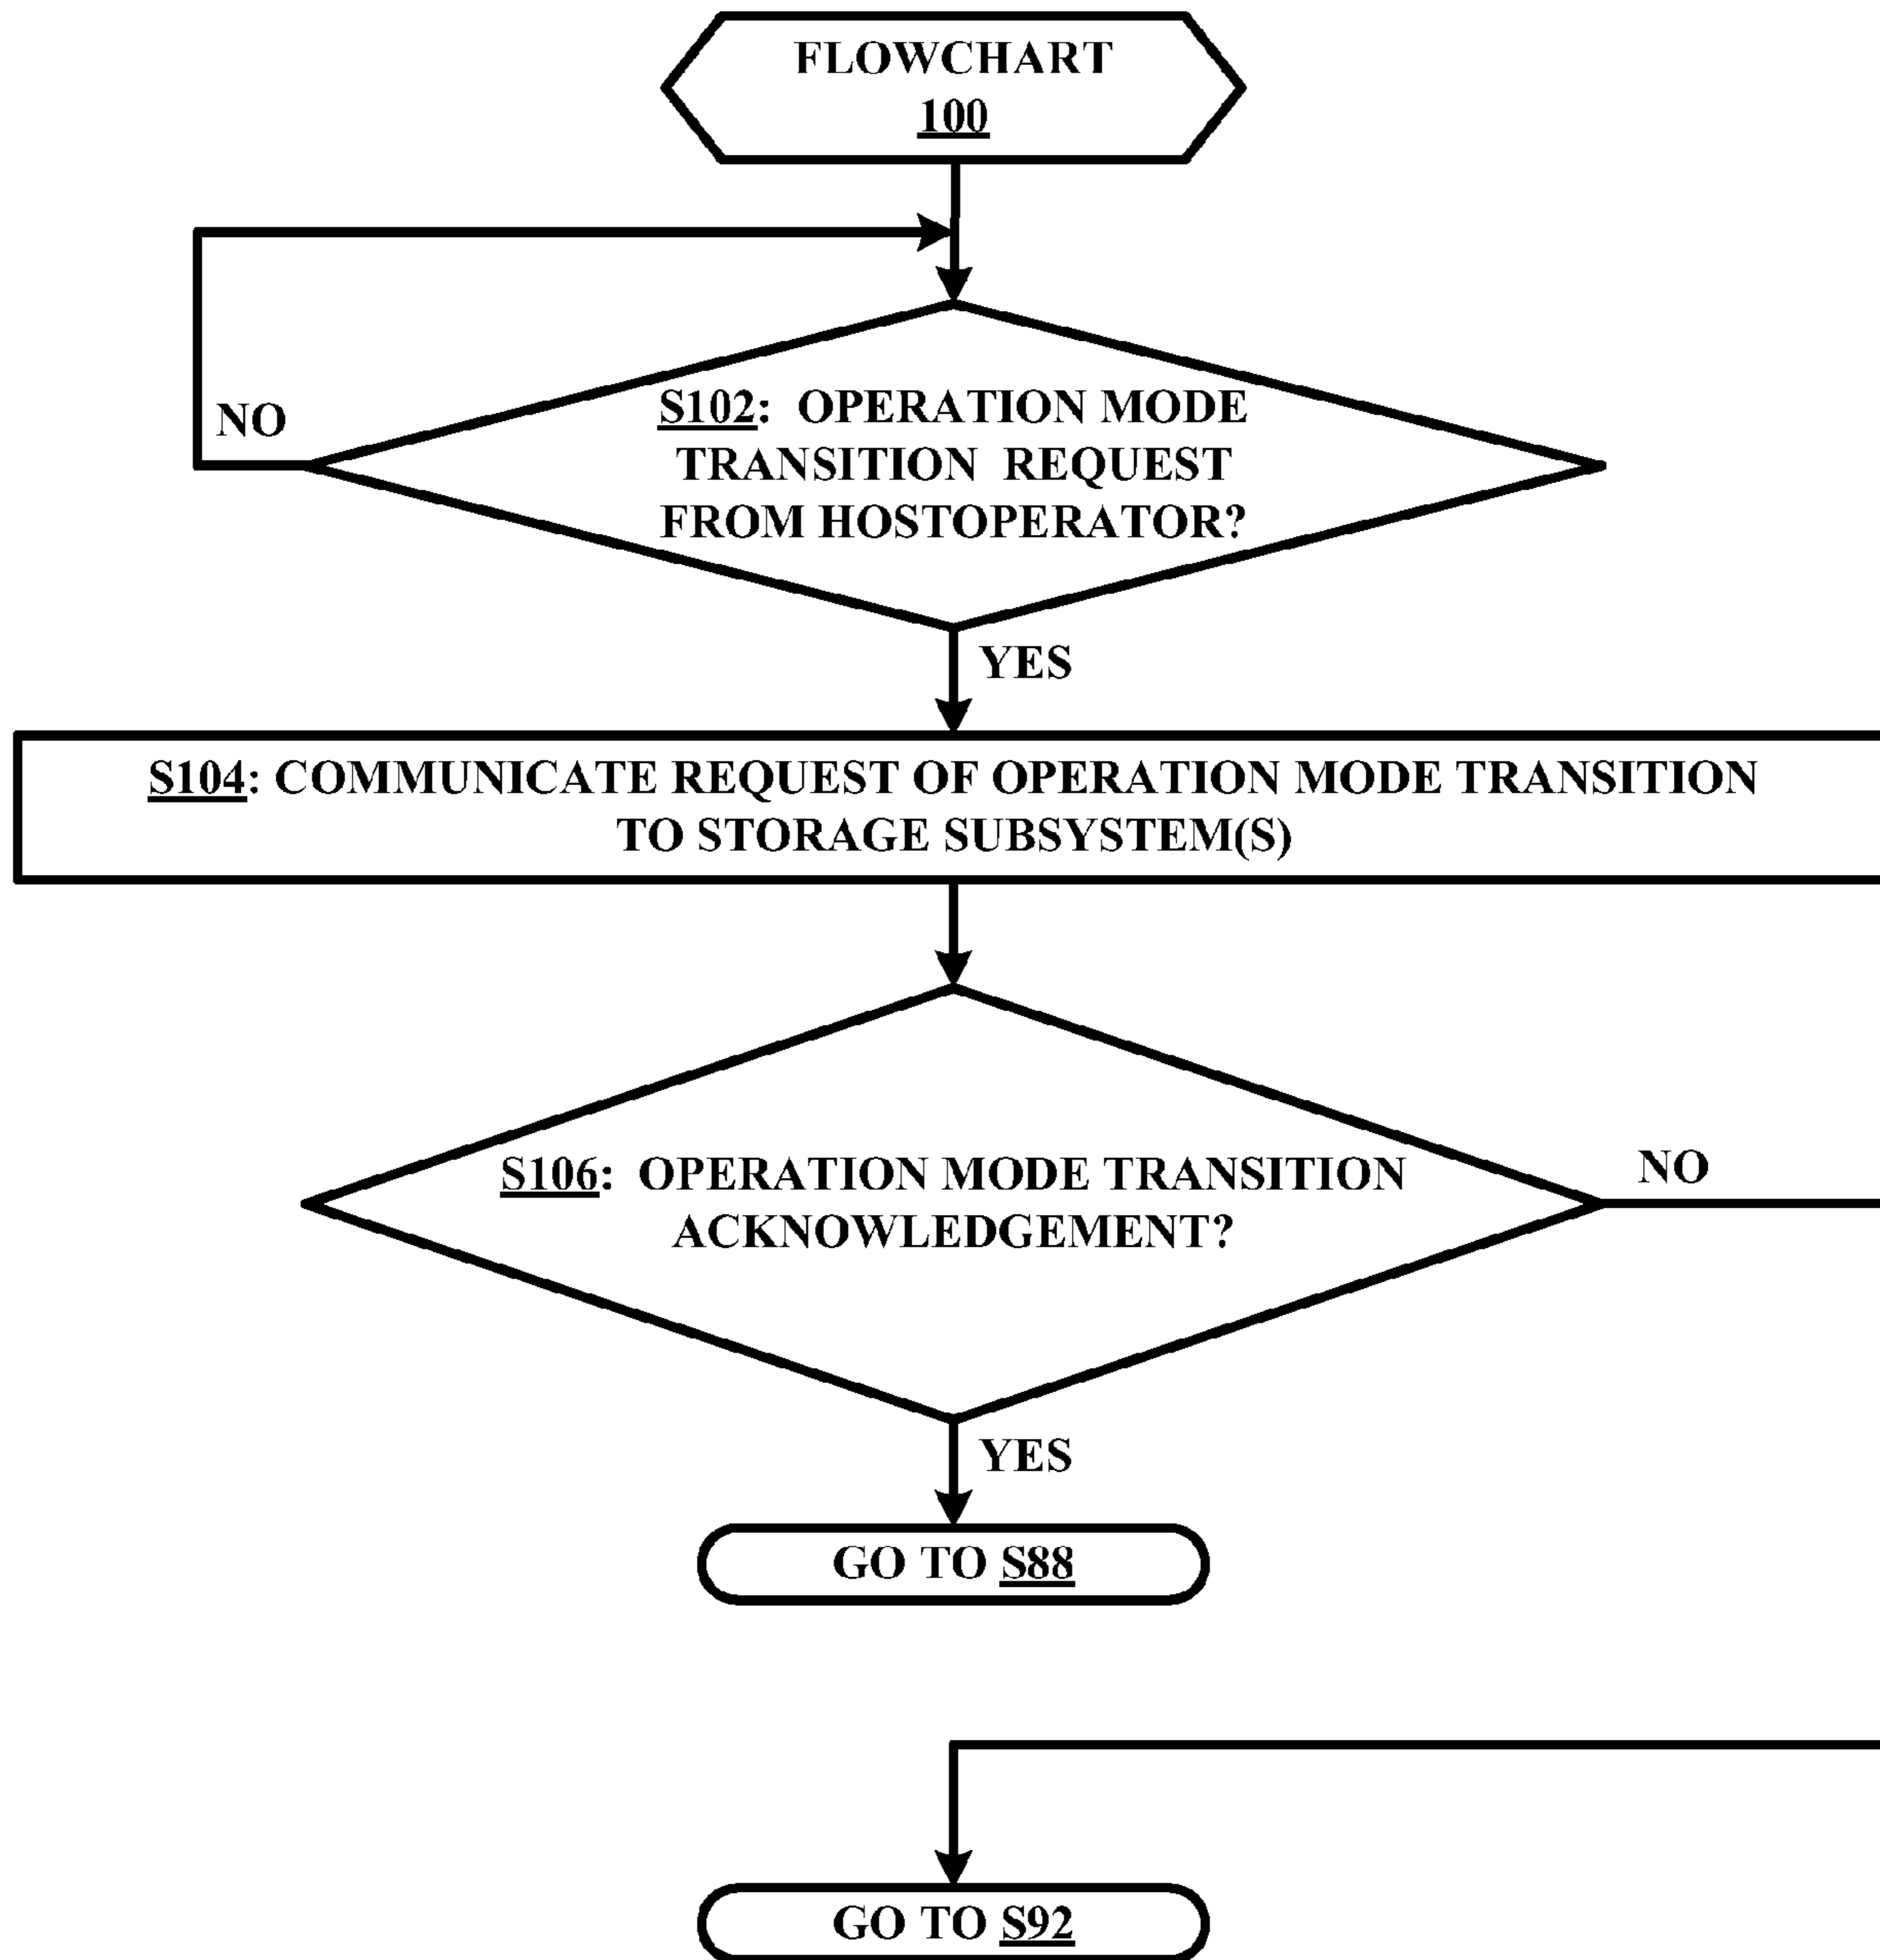 FLOWCHART
100
S102: OPERATION MODE
TRANSITION REQUEST
FROM HOSTOPERATOR?
NO
YES
S104: COMMUNICATE REQUEST OF OPERATION MODE TRANSITION
TO STORAGE SUBSYSTEM(S)
S106: OPERATION MODE TRANSITION
ACKNOWLEDGEMENT?
NO
YES
GO TO S88
GO TO S92